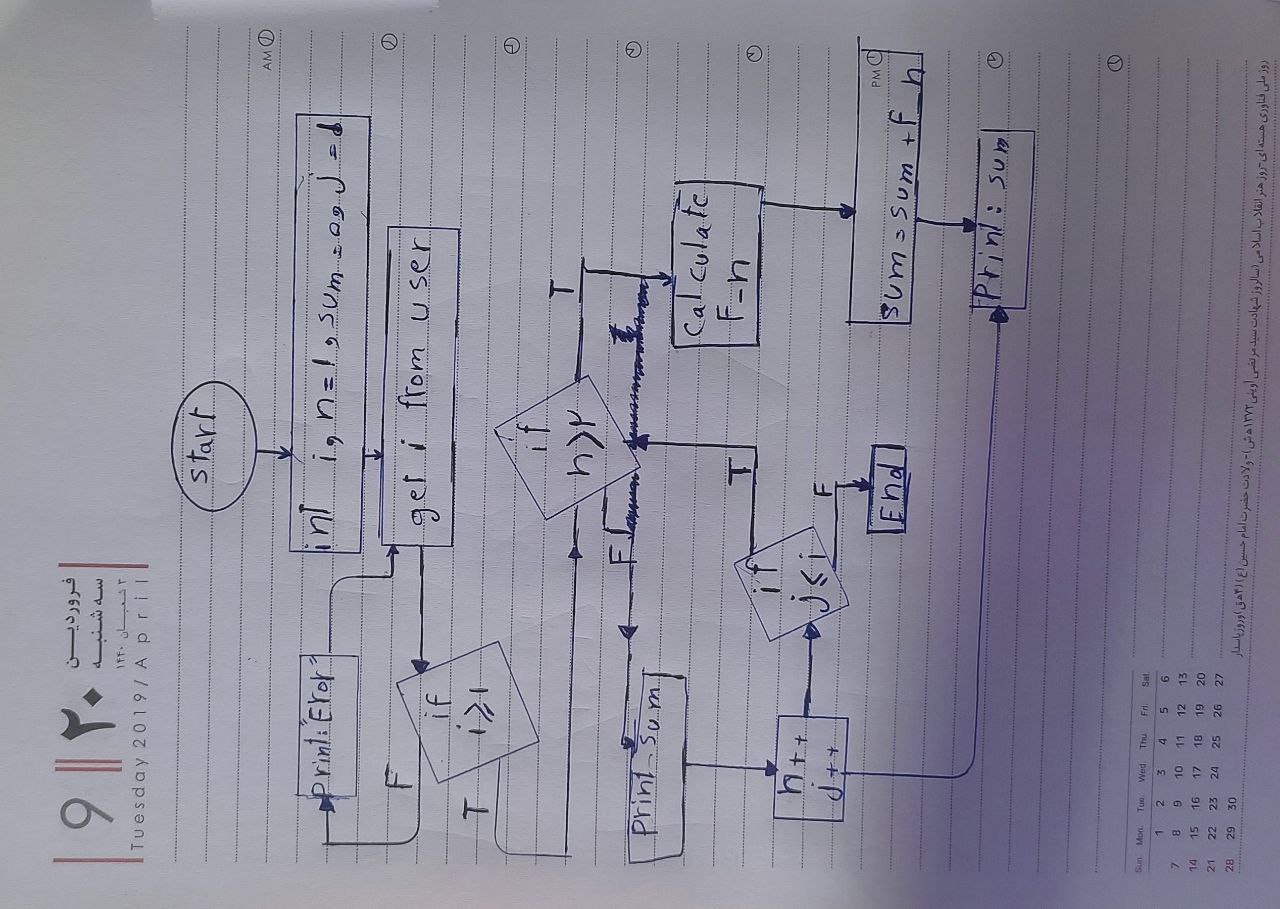 9 ۲۰ فروردین
سه شنبه
۳ شعبان ۱۴۴۰
Tuesday 2019/April
start
AM
int i, n=1, sum=0, j=1
print: "Eror"
get i from user
F
if
i⩾1
T
if
n>۲
T
F
print-sum
calculate
F-n
n++
j++
if
j⩽i
T
F
End
PM
sum=sum+F_n
Print: sum
Sun. Mon. Tue. Wed. Thu. Fri. Sat.
1 2 3 4 5 6
7 8 9 10 11 12 13
14 15 16 17 18 19 20
21 22 23 24 25 26 27
28 29 30
روز ملی فناوری هسته ای-روز هنر انقلاب اسلامی (سالروز شهادت سید مرتضی آوینی ۱۳۷۲ ه ش) - ولادت حضرت امام حسین (ع) (۴ ه ق) و روز پاسدار